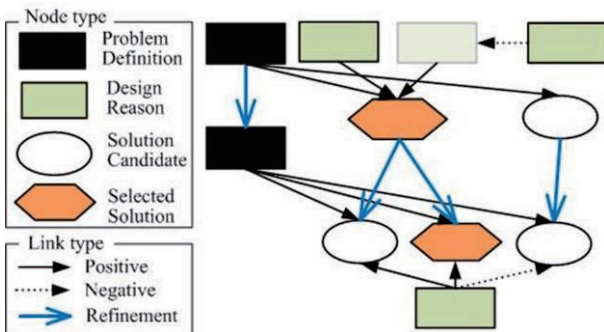 Node type
Problem
Definition
Design
Reason
Solution
Candidate
Selected
Solution
Link type
Positive
Negative
Refinement